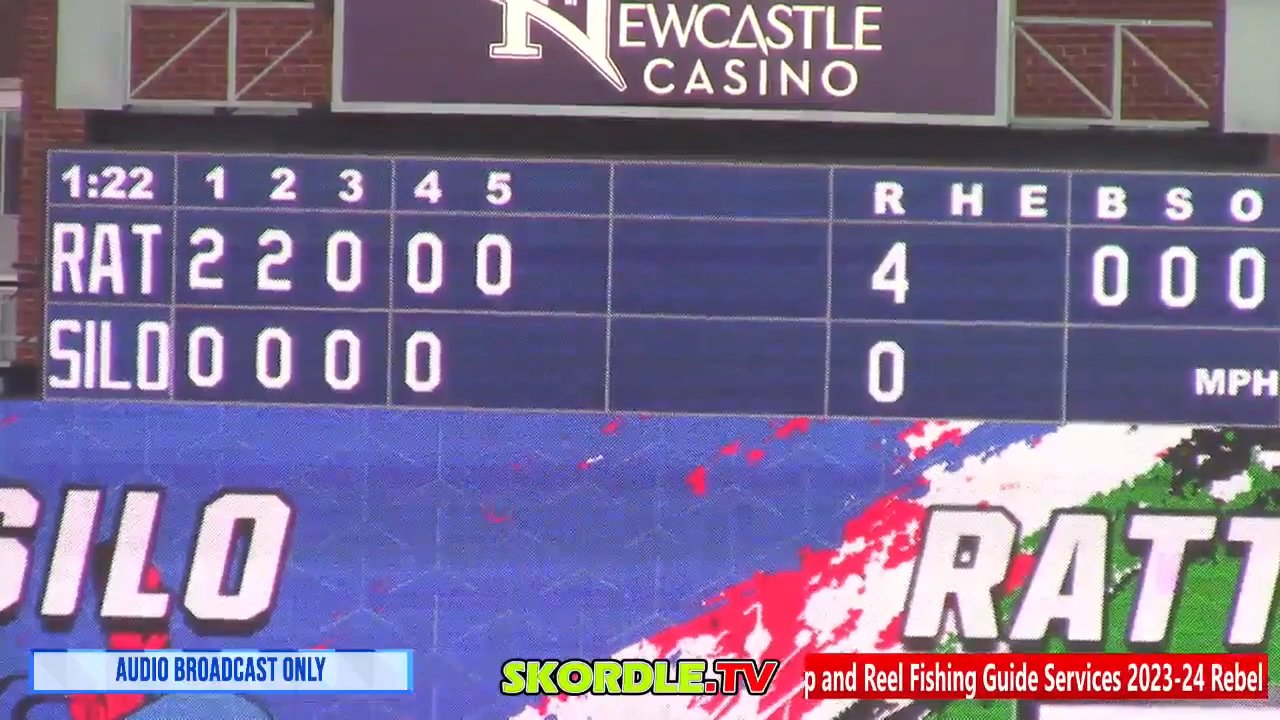 NEWCASTLE
CASINO
1:22 1 2 3 4 5 R H E B S O
RAT 2 2 0 0 0 4 0 0 0
SILO 0 0 0 0 0 MPH
SILO
RATT
AUDIO BROADCAST ONLY
SKORDLE.TV
p and Reel Fishing Guide Services 2023-24 Rebel